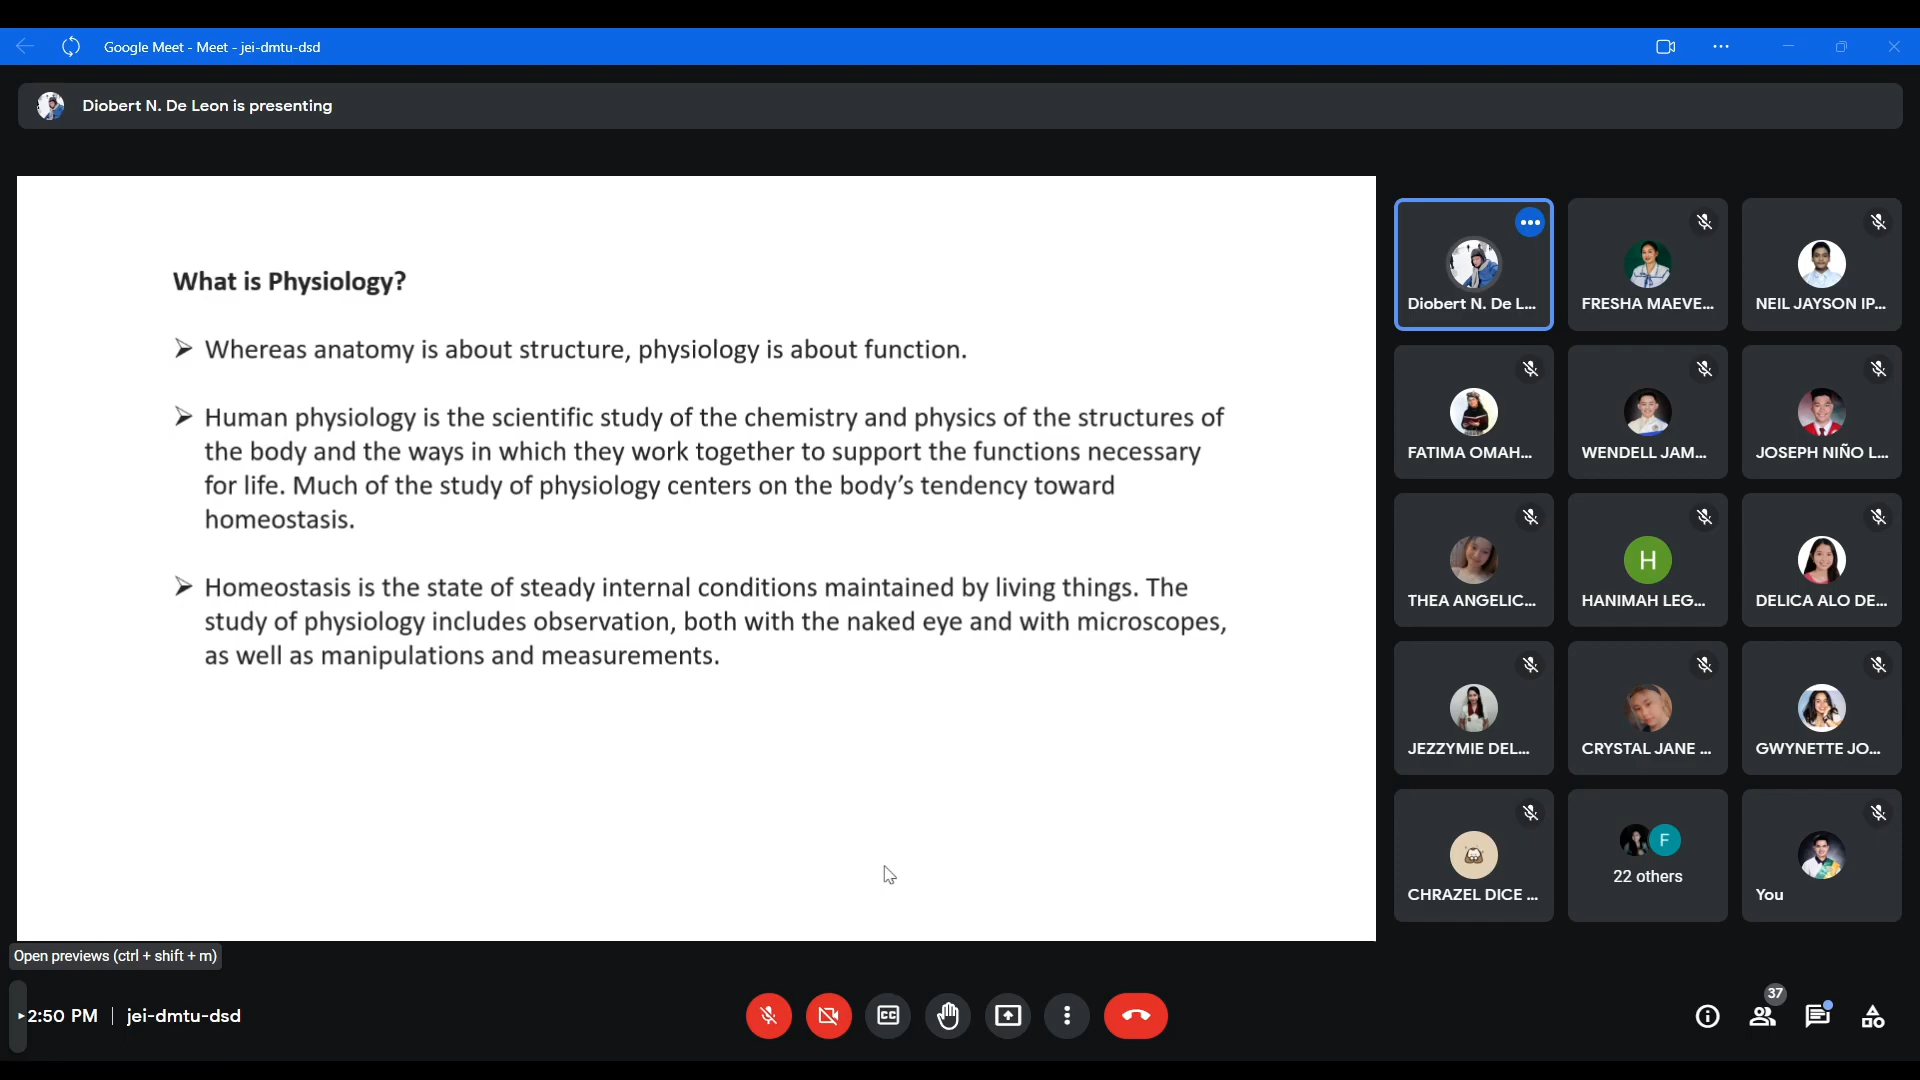 Google Meet - Meet - jei-dmtu-dsd
Diobert N. De Leon is presenting
What is Physiology?
➢ Whereas anatomy is about structure, physiology is about function.
➢ Human physiology is the scientific study of the chemistry and physics of the structures of
the body and the ways in which they work together to support the functions necessary
for life. Much of the study of physiology centers on the body’s tendency toward
homeostasis.
➢ Homeostasis is the state of steady internal conditions maintained by living things. The
study of physiology includes observation, both with the naked eye and with microscopes,
as well as manipulations and measurements.
Diobert N. De L...
FRESHA MAEVE...
NEIL JAYSON IP...
FATIMA OMAH...
WENDELL JAM...
JOSEPH NIÑO L...
THEA ANGELIC...
H
HANIMAH LEG...
DELICA ALO DE...
JEZZYMIE DEL...
CRYSTAL JANE ...
GWYNETTE JO...
CHRAZEL DICE ...
F
22 others
You
Open previews (ctrl + shift + m)
2:50 PM | jei-dmtu-dsd
CC
37